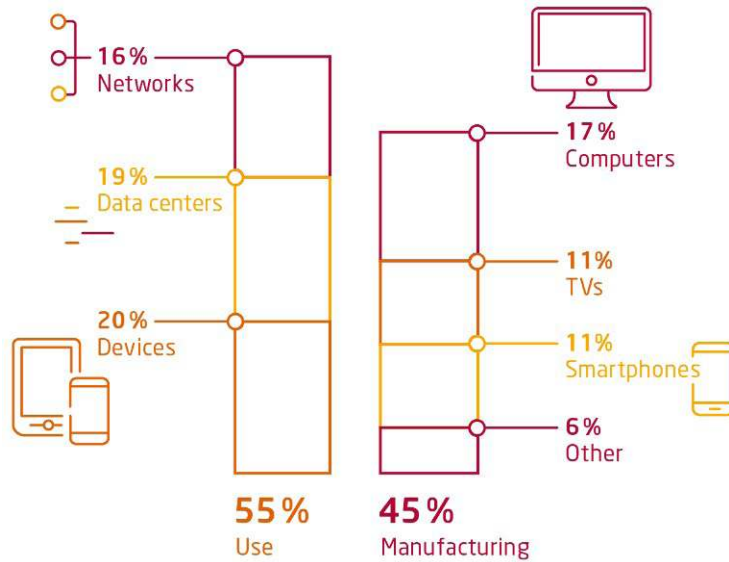 16%
Networks
19%
Data centers
20%
Devices
55%
Use
17%
Computers
11%
TVs
11%
Smartphones
6%
Other
45%
Manufacturing